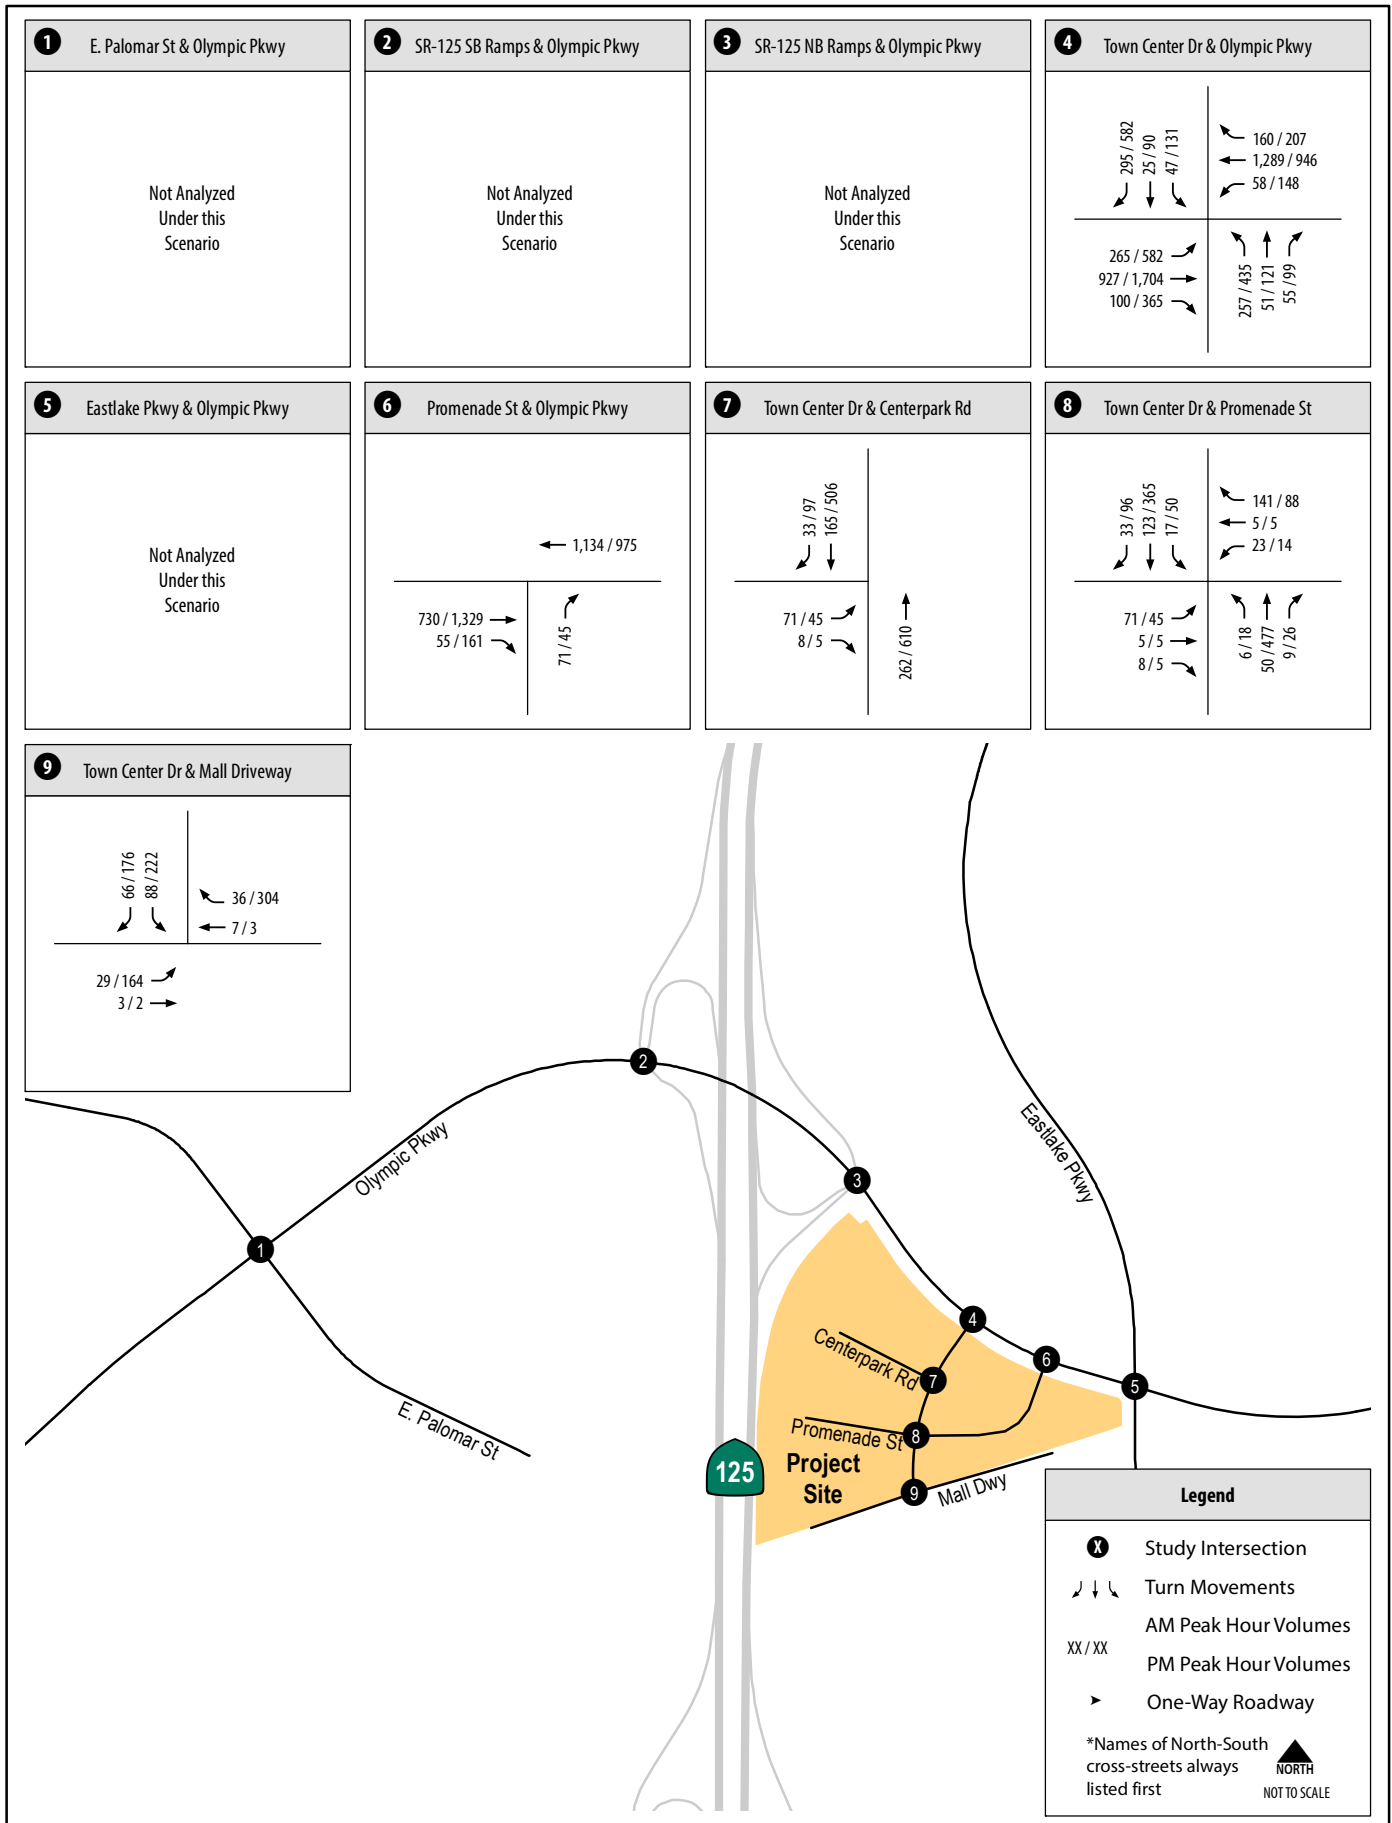 1 E. Palomar St & Olympic Pkwy
Not Analyzed
Under this
Scenario
2 SR-125 SB Ramps & Olympic Pkwy
Not Analyzed
Under this
Scenario
3 SR-125 NB Ramps & Olympic Pkwy
Not Analyzed
Under this
Scenario
4 Town Center Dr & Olympic Pkwy
295 / 582
25 / 90
47 / 131
160 / 207
1,289 / 946
58 / 148
265 / 582
927 / 1,704
100 / 365
257 / 435
51 / 121
55 / 99
5 Eastlake Pkwy & Olympic Pkwy
Not Analyzed
Under this
Scenario
6 Promenade St & Olympic Pkwy
1,134 / 975
730 / 1,329
55 / 161
71 / 45
7 Town Center Dr & Centerpark Rd
33 / 97
165 / 506
71 / 45
8 / 5
262 / 610
8 Town Center Dr & Promenade St
33 / 96
123 / 365
17 / 50
141 / 88
5 / 5
23 / 14
71 / 45
5 / 5
8 / 5
6 / 18
50 / 477
9 / 26
9 Town Center Dr & Mall Driveway
66 / 176
88 / 222
36 / 304
7 / 3
29 / 164
3 / 2
2
Olympic Pkwy
Eastlake Pkwy
3
1
4
Centerpark Rd
6
7
5
E. Palomar St
Promenade St
8
125
Project
Site
9
Mall Dwy
Legend
X Study Intersection
Turn Movements
XX / XX
AM Peak Hour Volumes
PM Peak Hour Volumes
One-Way Roadway
*Names of North-South
cross-streets always
listed first
NORTH
NOT TO SCALE